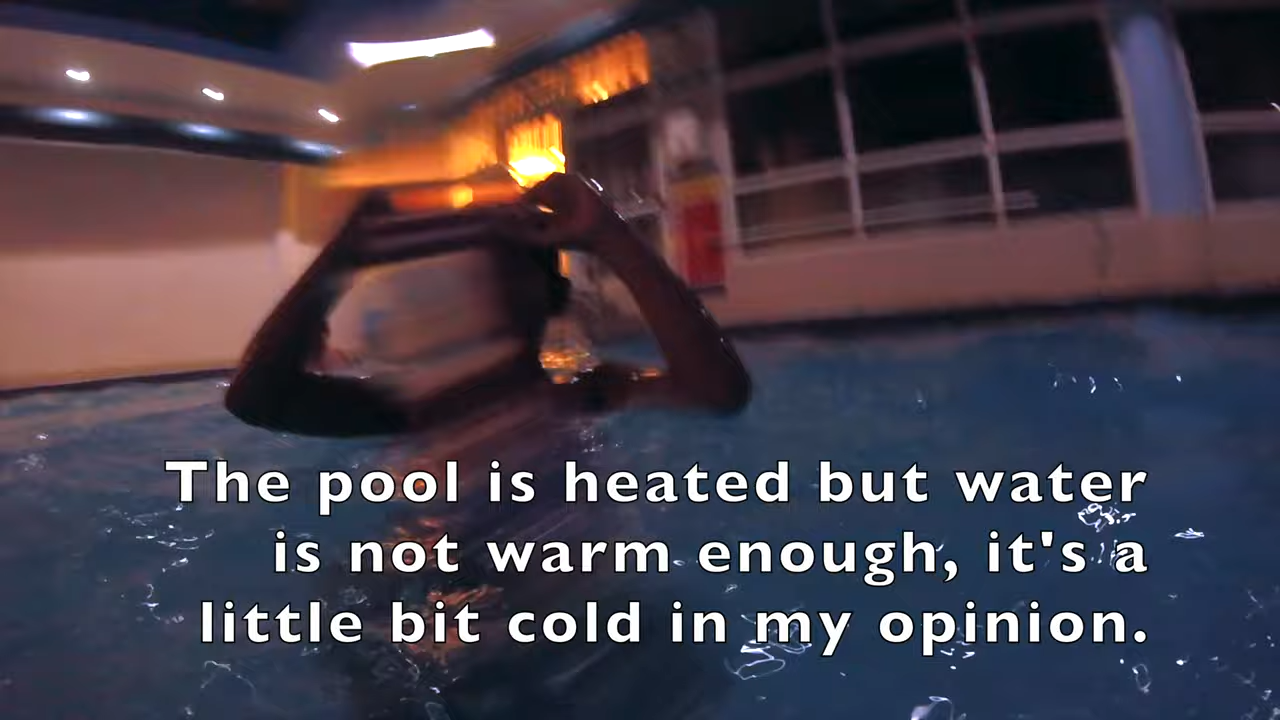 The pool is heated but water
is not warm enough, it's a
little bit cold in my opinion.